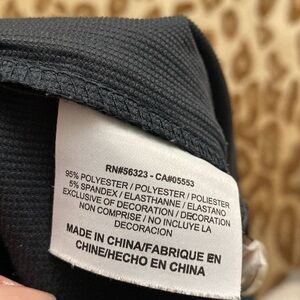 RN#56323 - CA#05553
95% POLYESTER / POLYESTER / POLIESTER
5% SPANDEX / ELASTHANNE / ELASTANO
EXCLUSIVE OF DECORATION / DECORATION
NON COMPRISE / NO INCLUYE LA
DECORACION
MADE IN CHINA/FABRIQUE EN
CHINE/HECHO EN CHINA